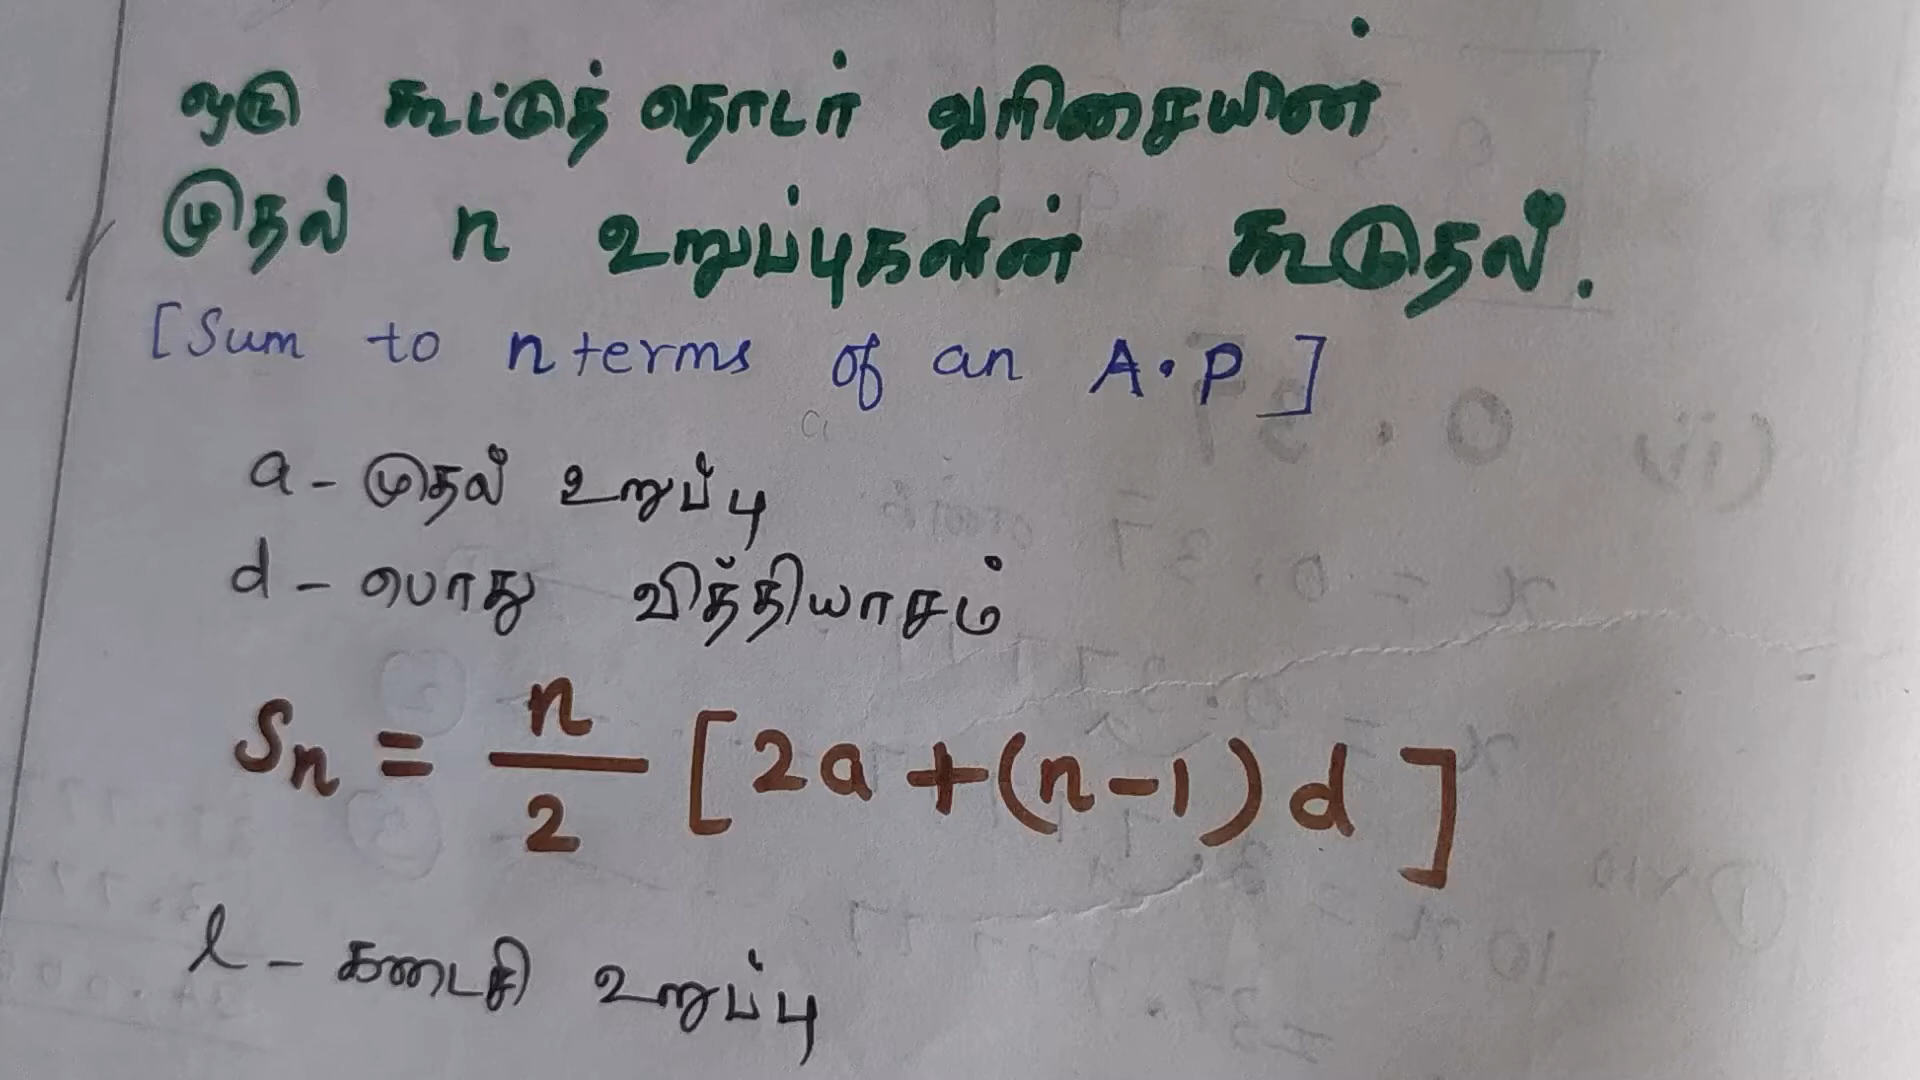 ஒரு கூட்டுத் தொடர் வரிசையின்
முதல் n உறுப்புகளின் கூடுதல்.
[Sum to n terms of an A.P]
a - முதல் உறுப்பு
d - பொது வித்தியாசம்
Sn = n/2 [2a+(n-1)d]
l - கடைசி உறுப்பு